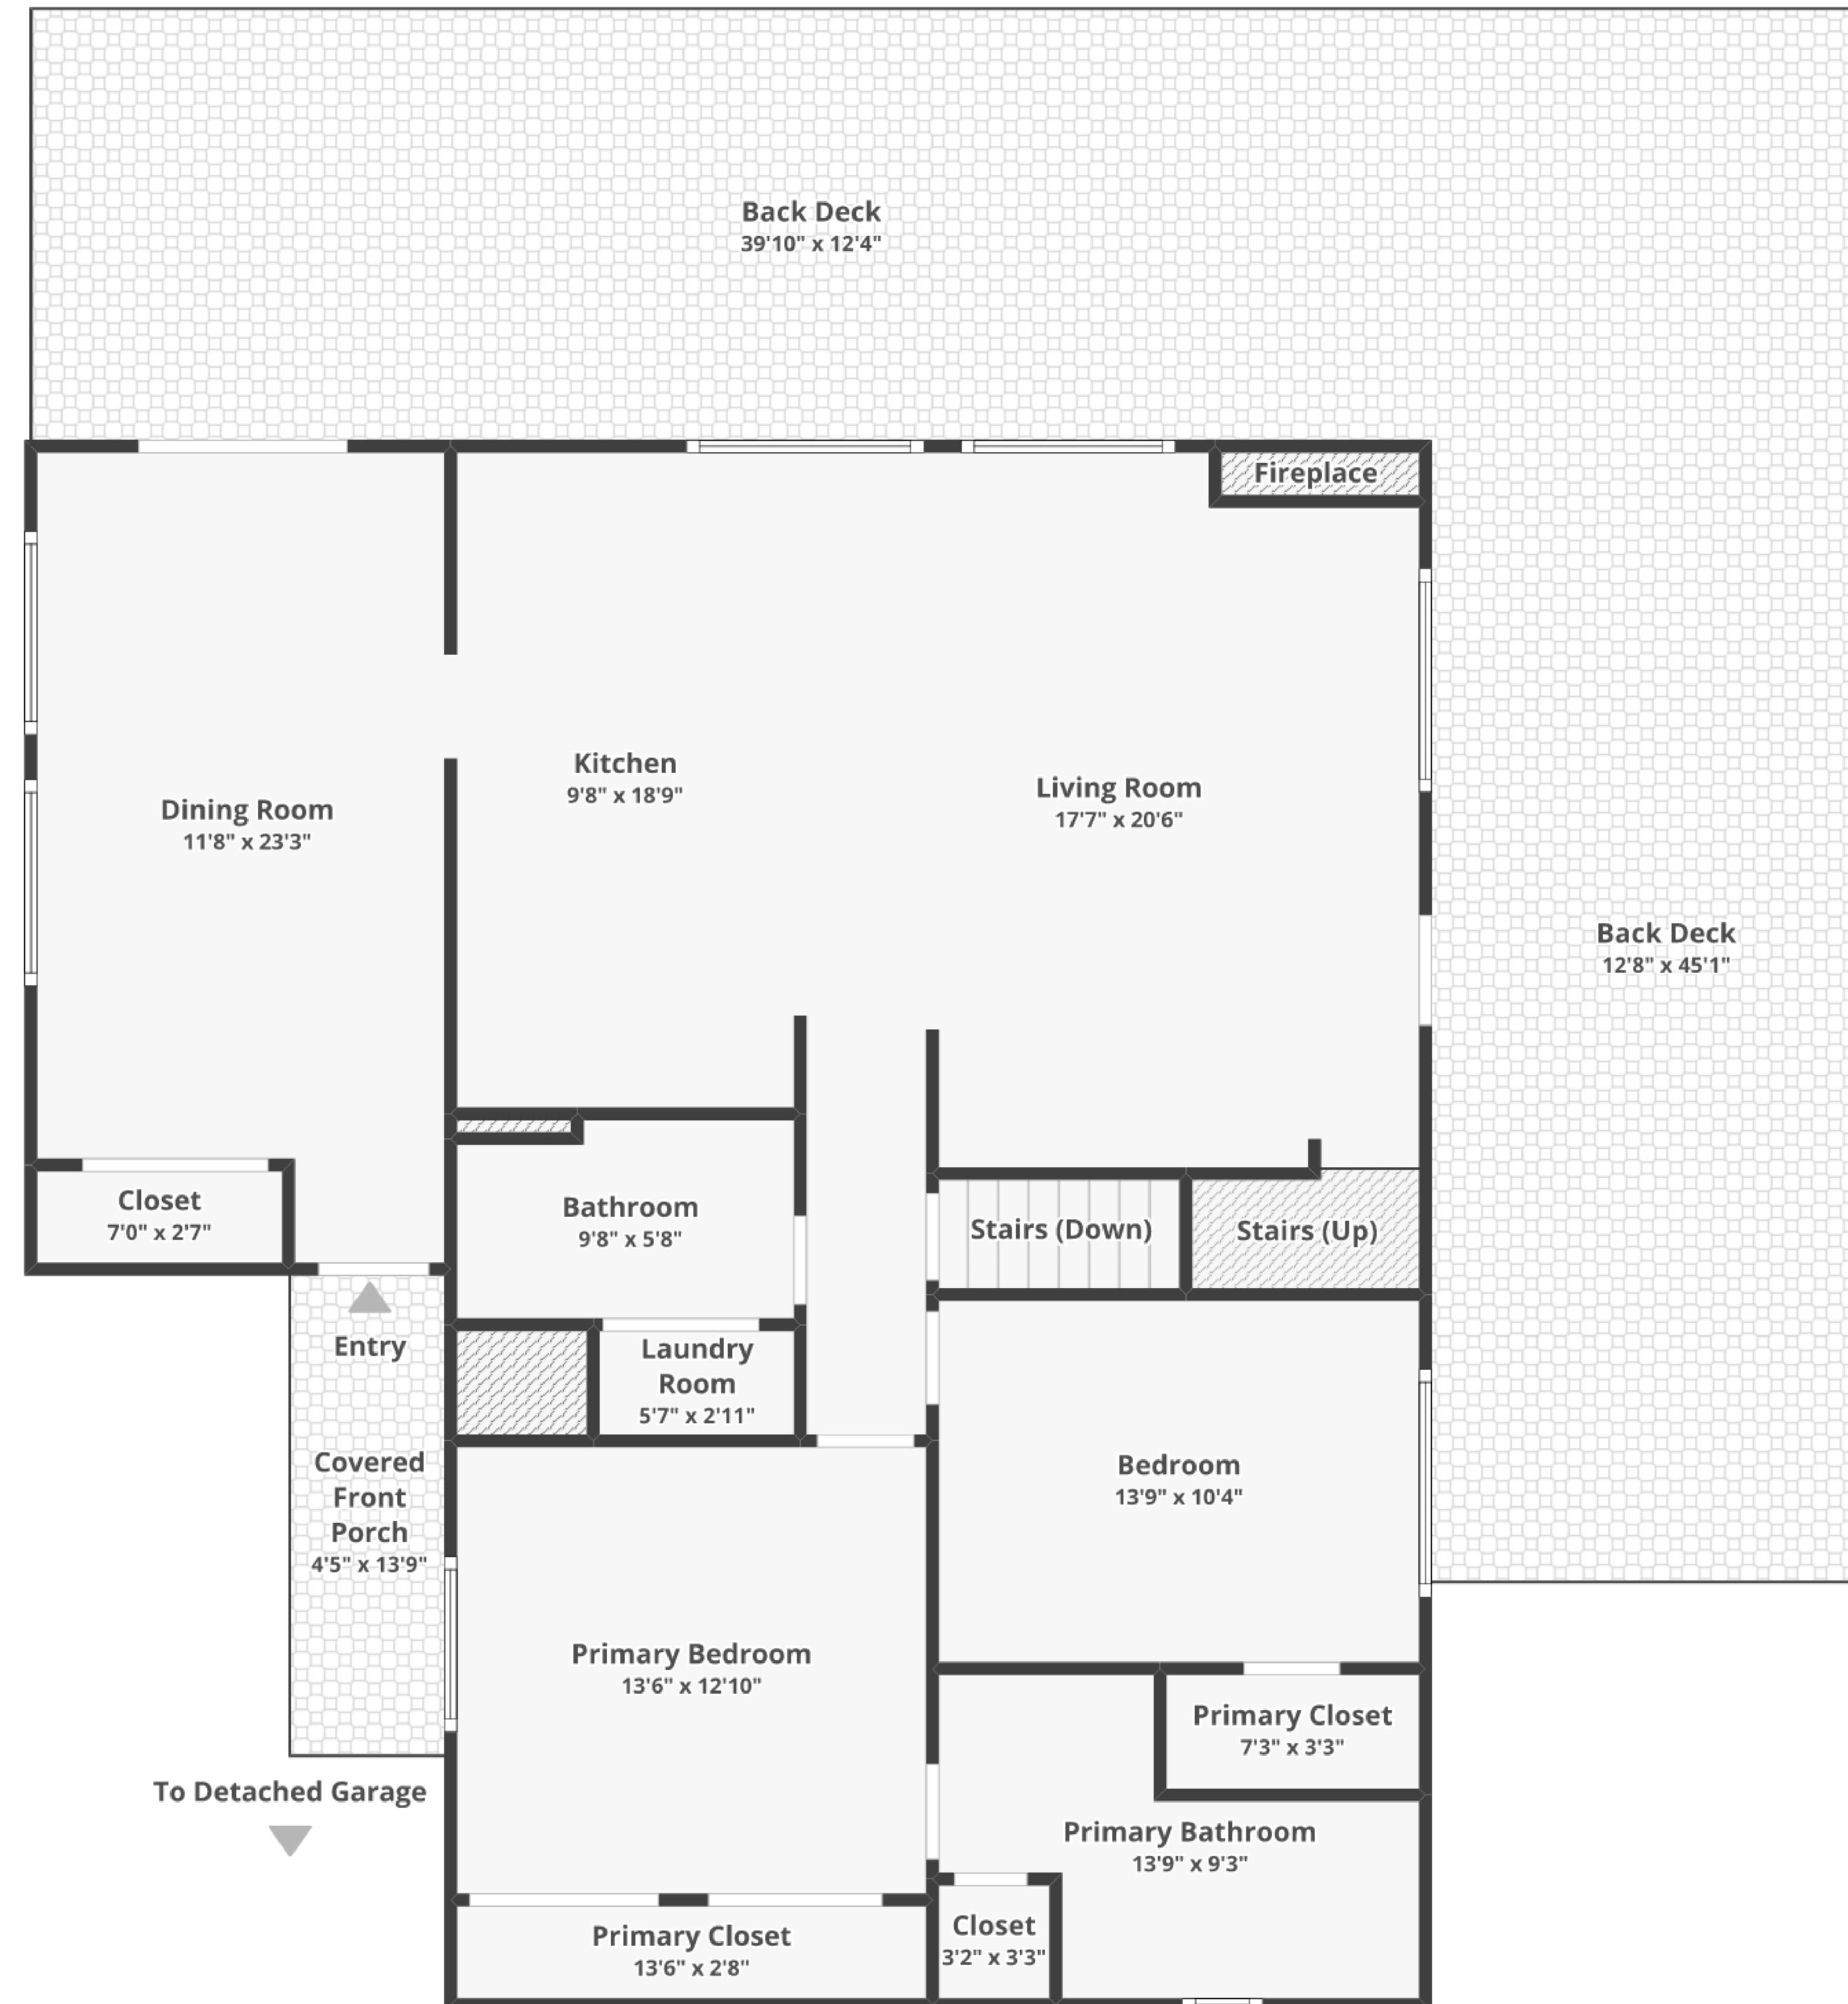 Back Deck
39'10" x 12'4"
Fireplace
Kitchen
9'8" x 18'9"
Living Room
17'7" x 20'6"
Dining Room
11'8" x 23'3"
Back Deck
12'8" x 45'1"
Closet
7'0" x 2'7"
Bathroom
9'8" x 5'8"
Stairs (Down)
Stairs (Up)
Entry
Laundry
Room
5'7" x 2'11"
Covered
Front
Porch
4'5" x 13'9"
Bedroom
13'9" x 10'4"
Primary Bedroom
13'6" x 12'10"
Primary Closet
7'3" x 3'3"
To Detached Garage
Primary Bathroom
13'9" x 9'3"
Primary Closet
13'6" x 2'8"
Closet
3'2" x 3'3"